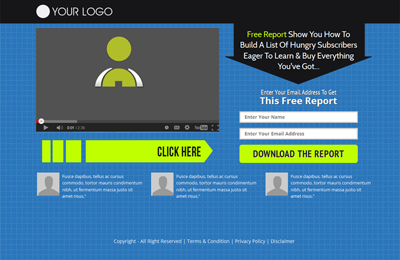 YOUR LOGO
Free Report Show You How To
Build A List Of Hungry Subscribers
Eager To Learn & Buy Everything
You've Got...
Enter Your Email Address To Get
This Free Report
Enter Your Name
Enter Your Email Address
DOWNLOAD THE REPORT
YouTube
CLICK HERE
Fusce dapibus, tellus ac cursus
commodo, tortor mauris condimentum
nibh, ut fermentum massa justo sit
amet risus."
Fusce dapibus, tellus ac cursus
commodo, tortor mauris condimentum
nibh, ut fermentum massa justo sit
amet risus."
Fusce dapibus, tellus ac cursus
commodo, tortor mauris condimentum
nibh, ut fermentum massa justo sit
amet risus."
Copyright - All Right Reserved | Terms & Condition | Privacy Policy | Disclaimer